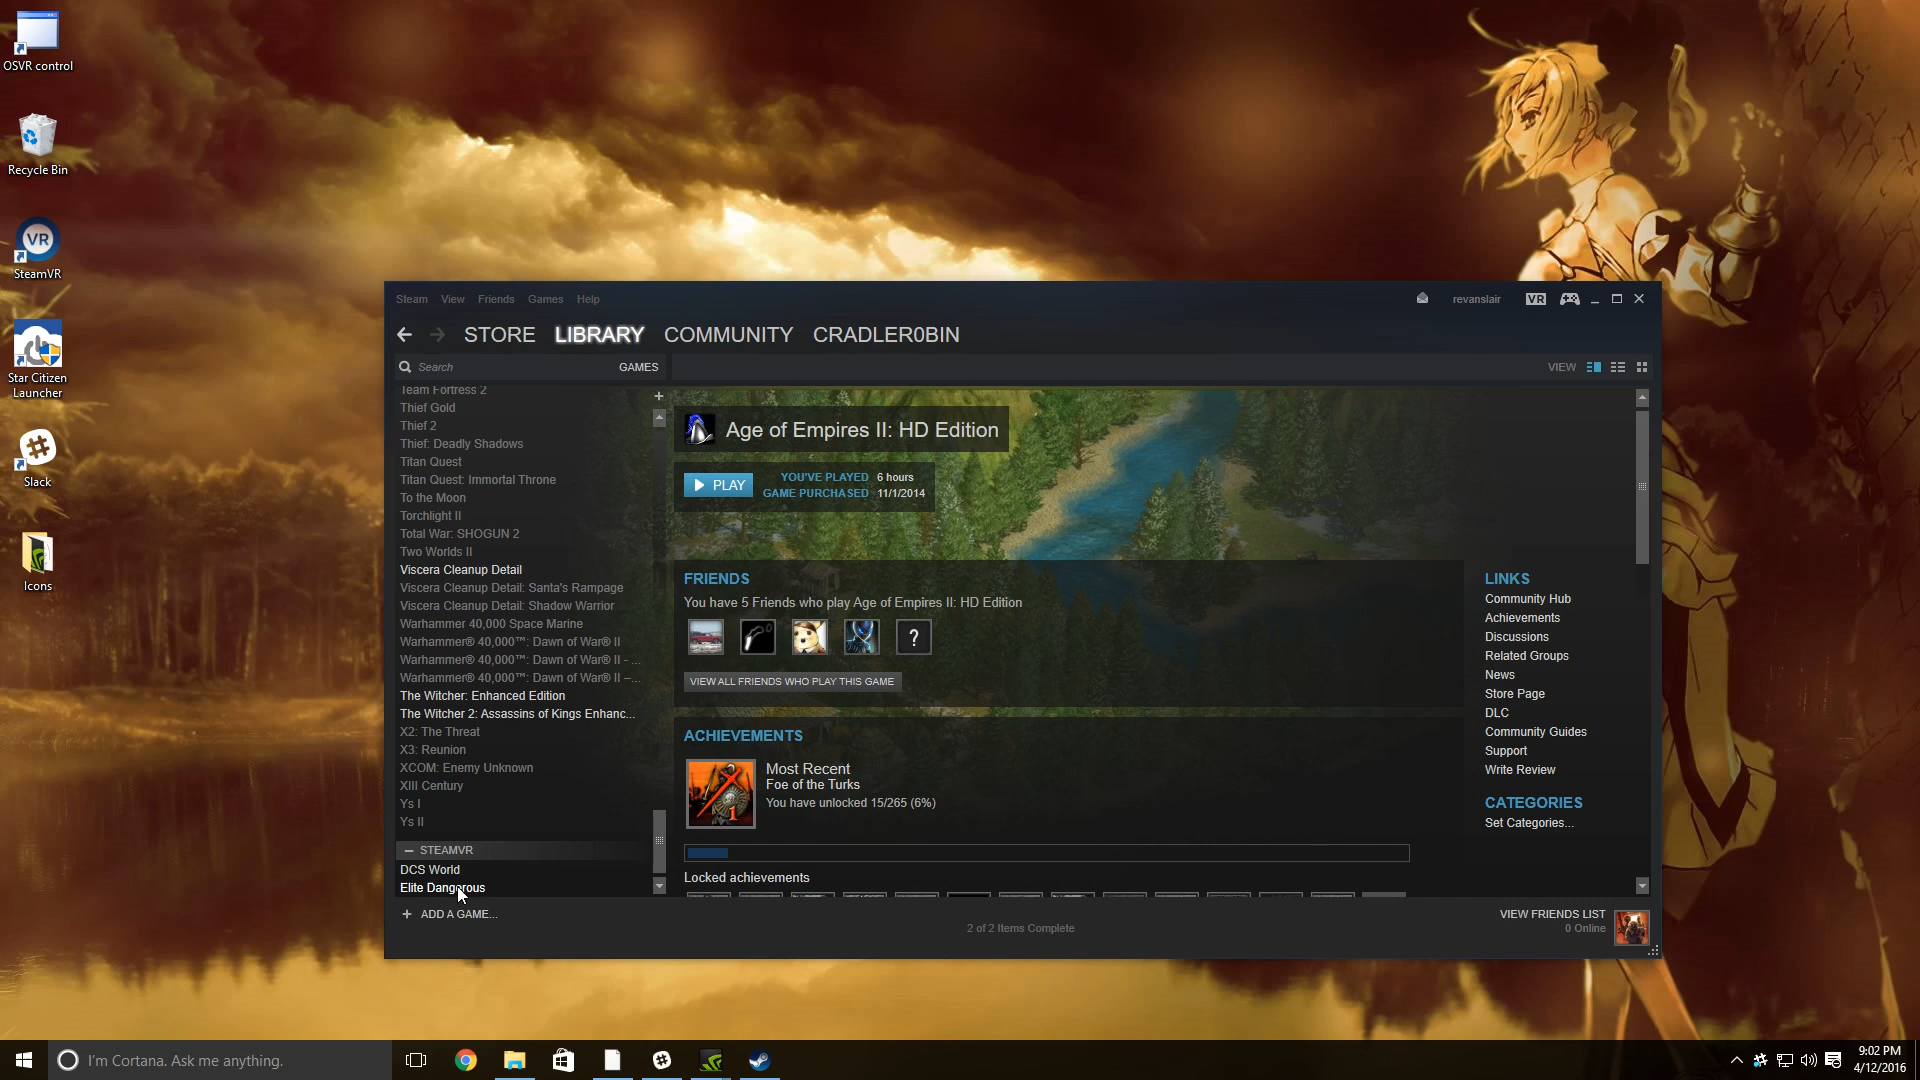 OSVR control
Recycle Bin
VR
SteamVR
Star Citizen
Launcher
Slack
Icons
Steam View Friends Games Help
revanslair VR
STORE LIBRARY COMMUNITY CRADLER0BIN
Search GAMES
VIEW
Team Fortress 2
Thief Gold
Thief 2
Thief: Deadly Shadows
Titan Quest
Titan Quest: Immortal Throne
To the Moon
Torchlight II
Total War: SHOGUN 2
Two Worlds II
Viscera Cleanup Detail
Viscera Cleanup Detail: Santa's Rampage
Viscera Cleanup Detail: Shadow Warrior
Warhammer 40,000 Space Marine
Warhammer® 40,000™: Dawn of War® II
Warhammer® 40,000™: Dawn of War® II - ...
Warhammer® 40,000™: Dawn of War® II –...
The Witcher: Enhanced Edition
The Witcher 2: Assassins of Kings Enhanc...
X2: The Threat
X3: Reunion
XCOM: Enemy Unknown
XIII Century
Ys I
Ys II
— STEAMVR
DCS World
Elite Dangerous
+ ADD A GAME...
Age of Empires II: HD Edition
PLAY
YOU'VE PLAYED 6 hours
GAME PURCHASED 11/1/2014
FRIENDS
You have 5 Friends who play Age of Empires II: HD Edition
?
VIEW ALL FRIENDS WHO PLAY THIS GAME
ACHIEVEMENTS
Most Recent
Foe of the Turks
You have unlocked 15/265 (6%)
Locked achievements
LINKS
Community Hub
Achievements
Discussions
Related Groups
News
Store Page
DLC
Community Guides
Support
Write Review
CATEGORIES
Set Categories...
2 of 2 Items Complete
VIEW FRIENDS LIST
0 Online
I'm Cortana. Ask me anything.
9:02 PM
4/12/2016